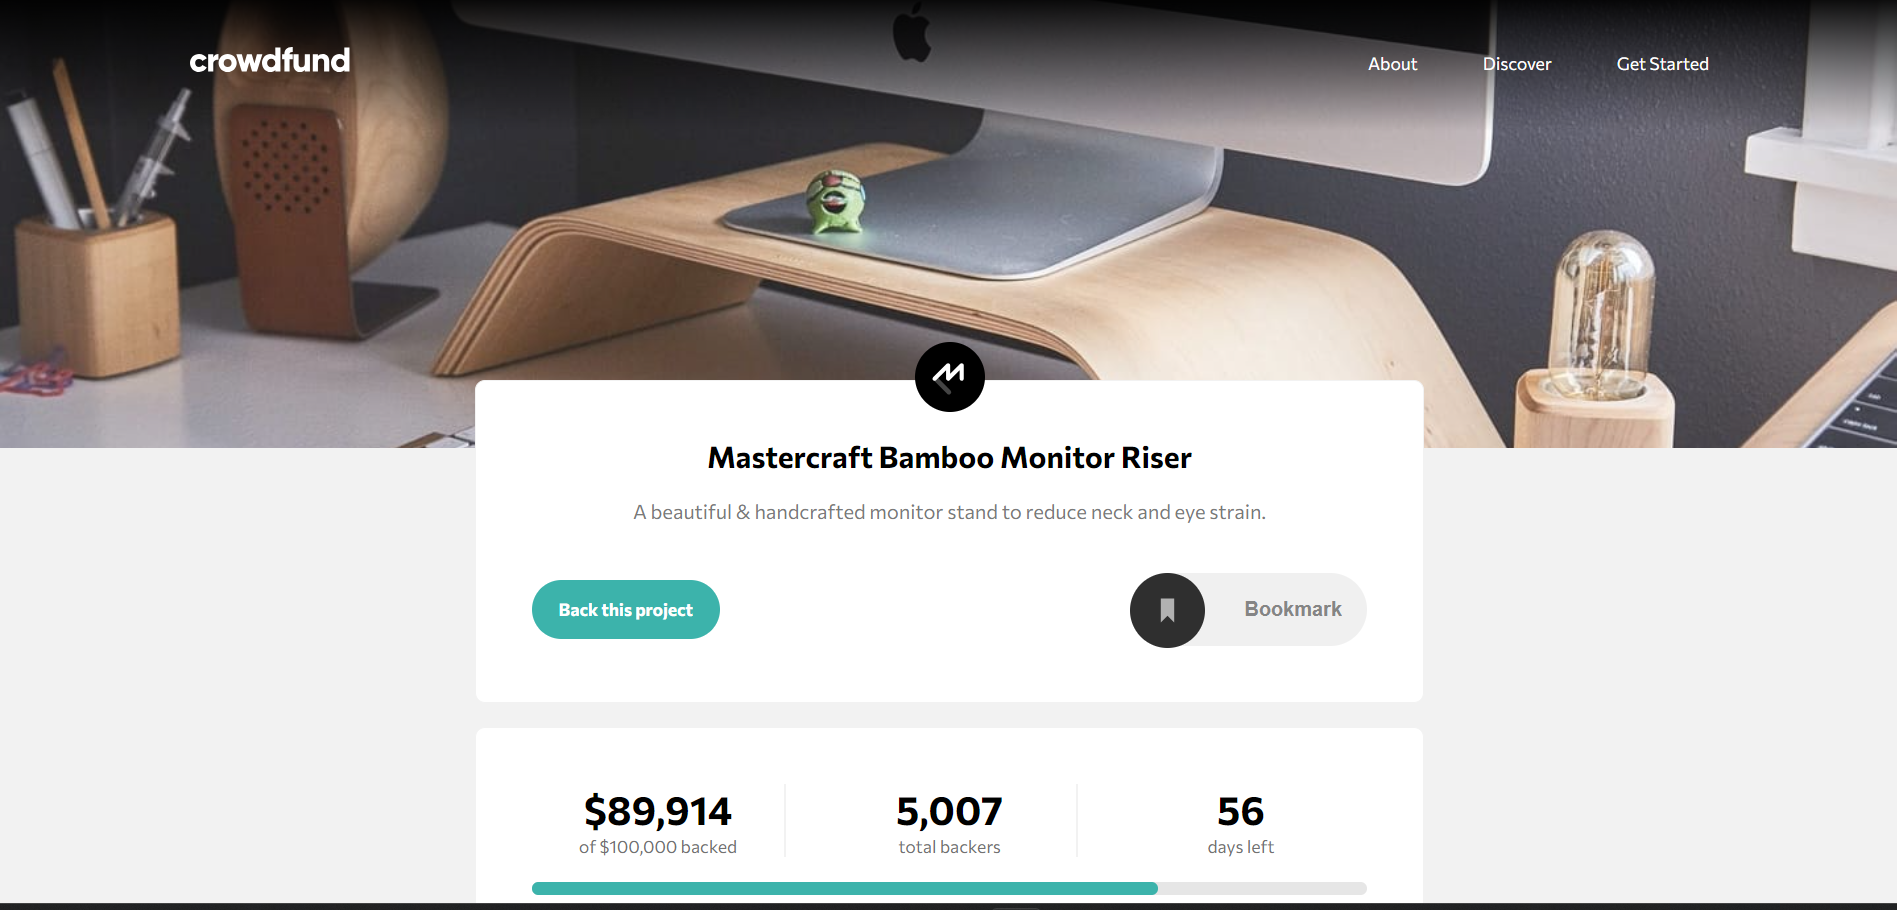 crowdfund
About
Discover
Get Started
Mastercraft Bamboo Monitor Riser
A beautiful & handcrafted monitor stand to reduce neck and eye strain.
Back this project
Bookmark
$89,914
of $100,000 backed
5,007
total backers
56
days left